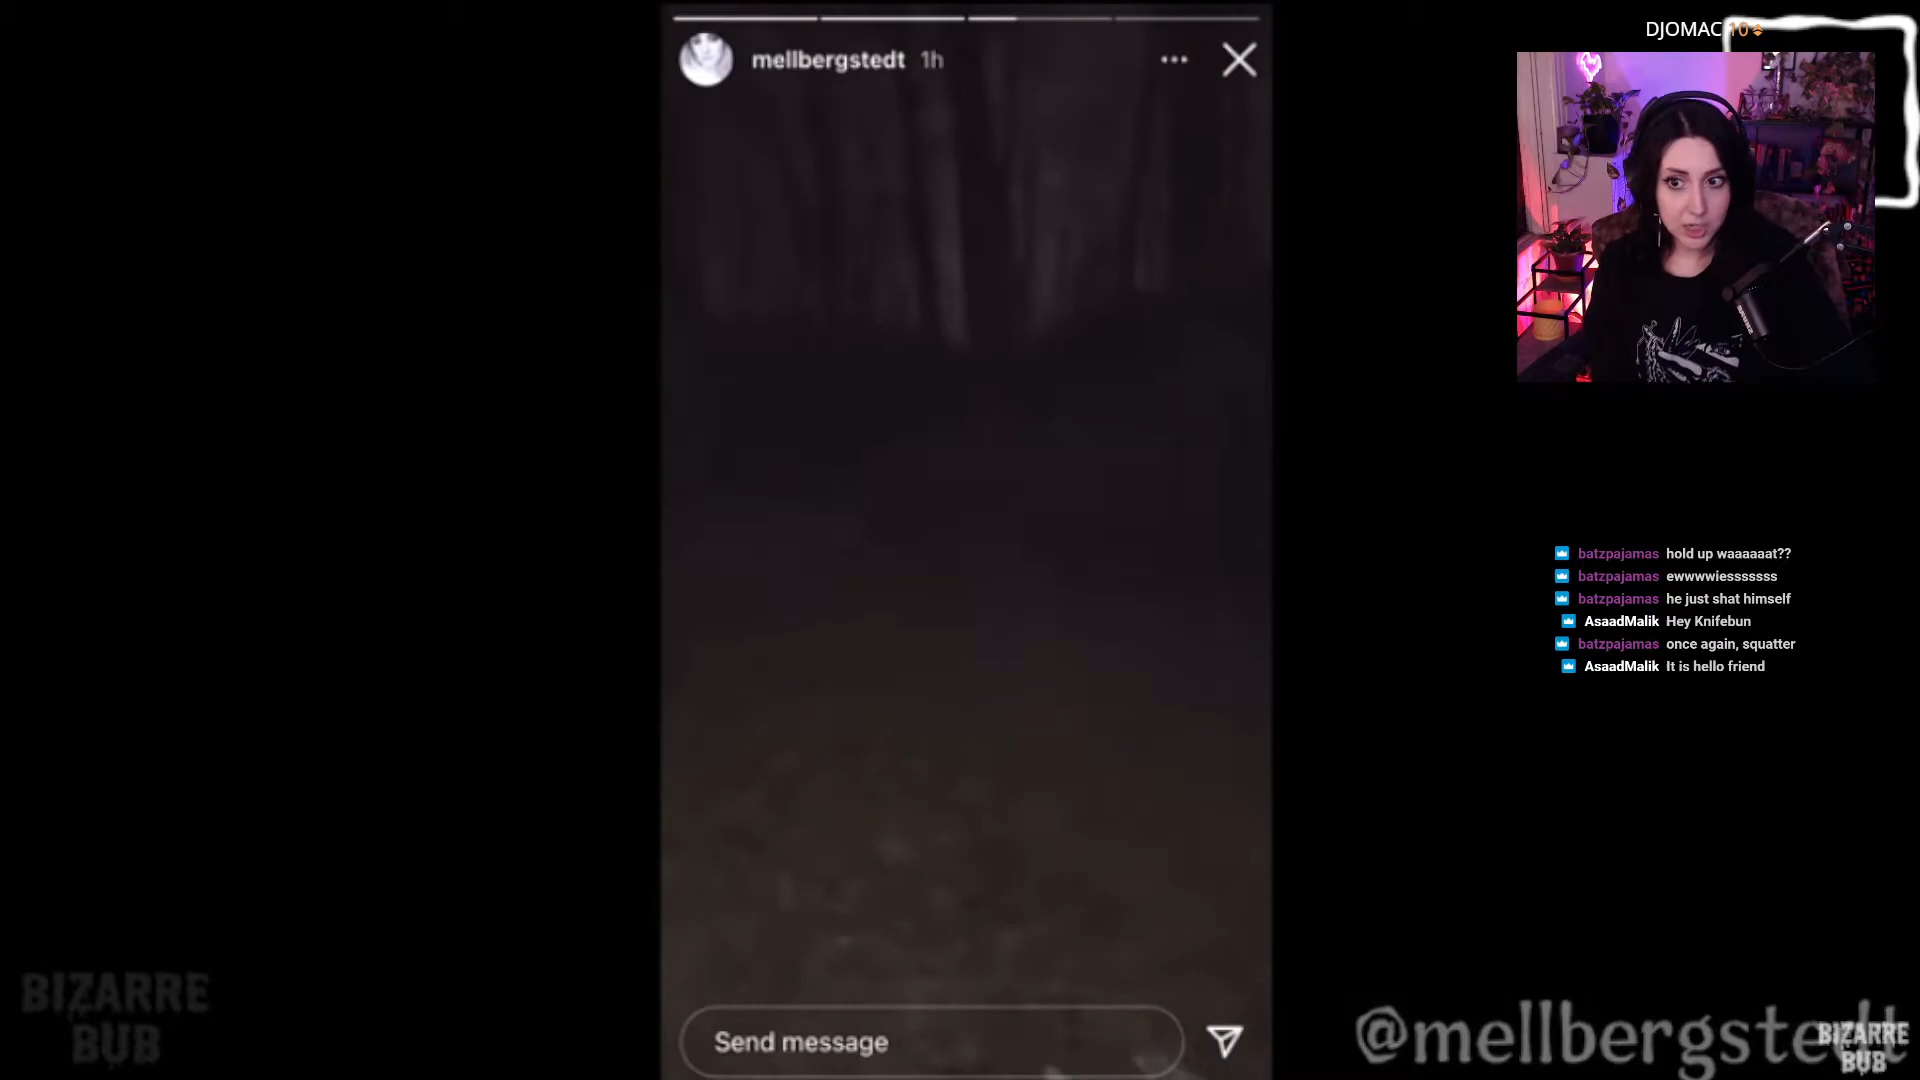 mellbergstedt 1h
DJOMAC 10
batzpajamas hold up waaaaaat??
batzpajamas ewwwwiesssssss
batzpajamas he just shat himself
AsaadMalik Hey Knifebun
batzpajamas once again, squatter
AsaadMalik It is hello friend
BIZARRE
BUB
Send message
@mellbergstedt
BIZARRE
BUB